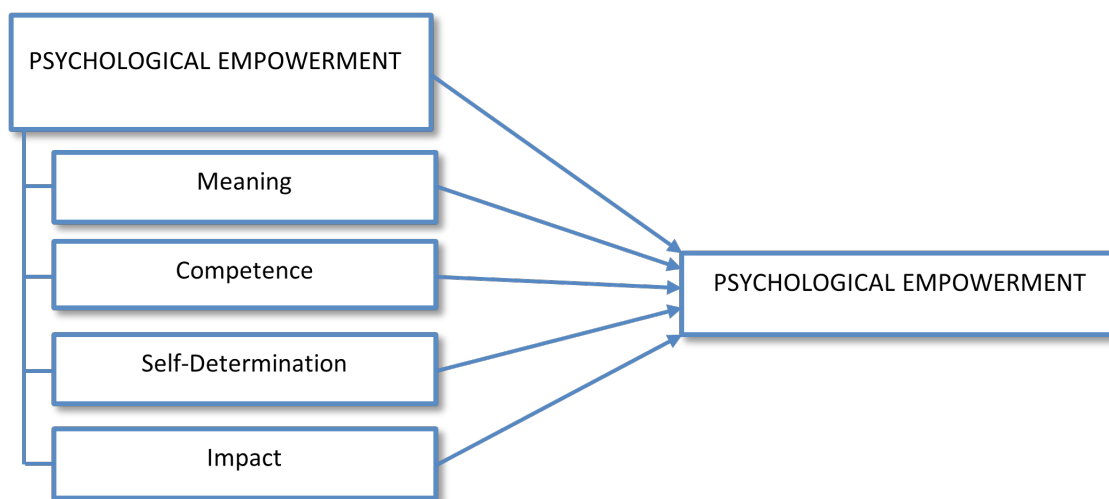 PSYCHOLOGICAL EMPOWERMENT
Meaning
Competence
Self-Determination
Impact
PSYCHOLOGICAL EMPOWERMENT